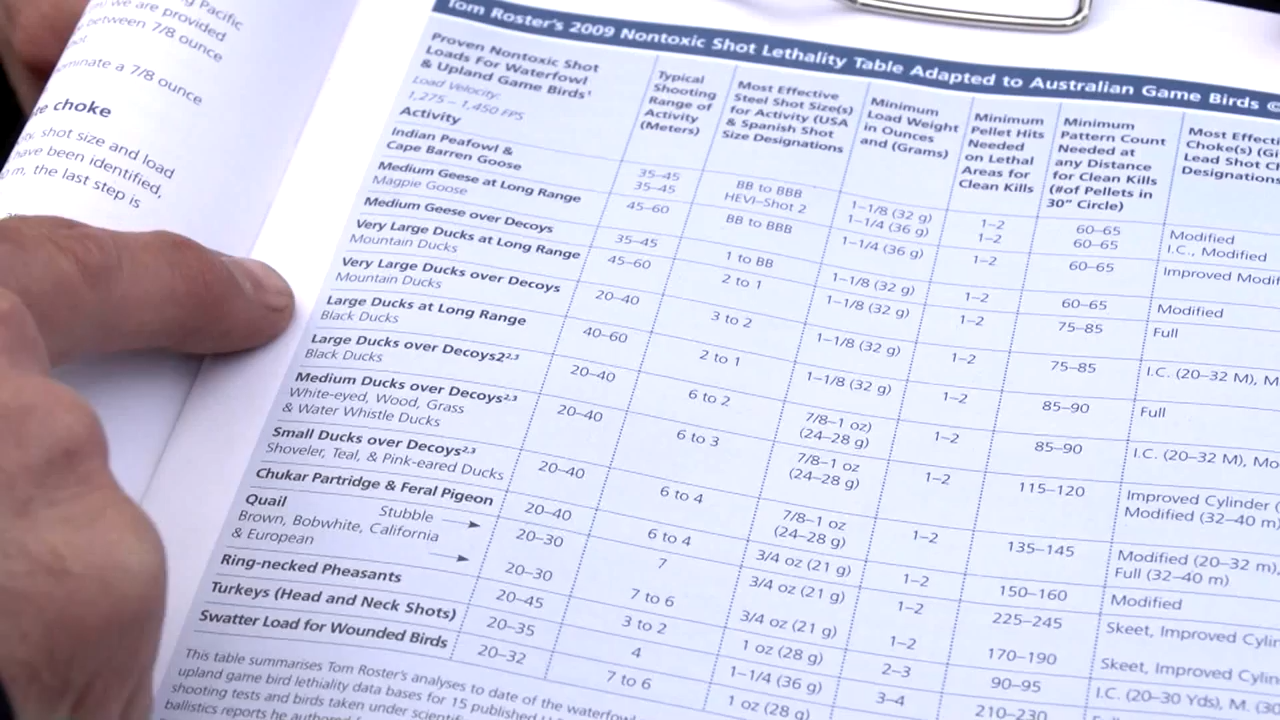 g Pacific
we are provided
between 7/8 ounce
ominate a 7/8 ounce
re choke
shot size and load
have been identified,
m, the last step is
Tom Roster's 2009 Nontoxic Shot Lethality Table Adapted to Australian Game Birds ©
Proven Nontoxic Shot
Loads For Waterfowl
& Upland Game Birds¹
Load Velocity:
1,275 – 1,450 FPS
Activity
Typical
Shooting
Range of
Activity
(Meters)
Most Effective
Steel Shot Size(s)
for Activity (USA
& Spanish Shot
Size Designations
Minimum
Load Weight
in Ounces
and (Grams)
Minimum
Pellet Hits
Needed
on Lethal
Areas for
Clean Kills
Minimum
Pattern Count
Needed at
any Distance
for Clean Kills
(#of Pellets in
30" Circle)
Most Effecti
Choke(s) (Gi
Lead Shot Ch
Designations
Indian Peafowl &
Cape Barren Goose
35–45
35–45
BB to BBB
HEVI–Shot 2
1–1/8 (32 g)
1–1/4 (36 g)
1–2
1–2
60–65
60–65
Modified
I.C., Modified
Medium Geese at Long Range
Magpie Goose
45–60
BB to BBB
1–1/4 (36 g)
1–2
60–65
Improved Modifi
Medium Geese over Decoys
35–45
1 to BB
1–1/8 (32 g)
1–2
60–65
Modified
Very Large Ducks at Long Range
Mountain Ducks
45–60
2 to 1
1–1/8 (32 g)
1–2
75–85
Full
Very Large Ducks over Decoys
Mountain Ducks
20–40
3 to 2
1–1/8 (32 g)
1–2
75–85
I.C. (20–32 M), M
Large Ducks at Long Range
Black Ducks
40–60
2 to 1
1–1/8 (32 g)
1–2
85–90
Full
Large Ducks over Decoys2²,³
Black Ducks
20–40
6 to 2
7/8–1 oz)
(24–28 g)
1–2
85–90
I.C. (20–32 M), Mo
Medium Ducks over Decoys²,³
White-eyed, Wood, Grass
& Water Whistle Ducks
20–40
6 to 3
7/8–1 oz
(24–28 g)
1–2
115–120
Improved Cylinder (
Modified (32–40 m)
Small Ducks over Decoys²,³
Shoveler, Teal, & Pink-eared Ducks
20–40
6 to 4
7/8–1 oz
(24–28 g)
1–2
135–145
Modified (20–32 m),
Full (32–40 m)
Chukar Partridge & Feral Pigeon
20–40
6 to 4
3/4 oz (21 g)
1–2
150–160
Modified
Quail
Stubble
Brown, Bobwhite, California
& European
20–30
7
3/4 oz (21 g)
1–2
225–245
Skeet, Improved Cylin
20–30
7 to 6
3/4 oz (21 g)
1–2
170–190
Skeet, Improved Cylin
Ring-necked Pheasants
20–45
3 to 2
1 oz (28 g)
2–3
90–95
I.C. (20–30 Yds), M. (30
Turkeys (Head and Neck Shots)
20–35
4
1–1/4 (36 g)
3–4
210–230
Swatter Load for Wounded Birds
20–32
7 to 6
1 oz (28 g)
This table summarises Tom Roster's analyses to date of the waterfowl
upland game bird lethality data bases for 15 published
shooting tests and birds taken under scientif
ballistics reports he authored